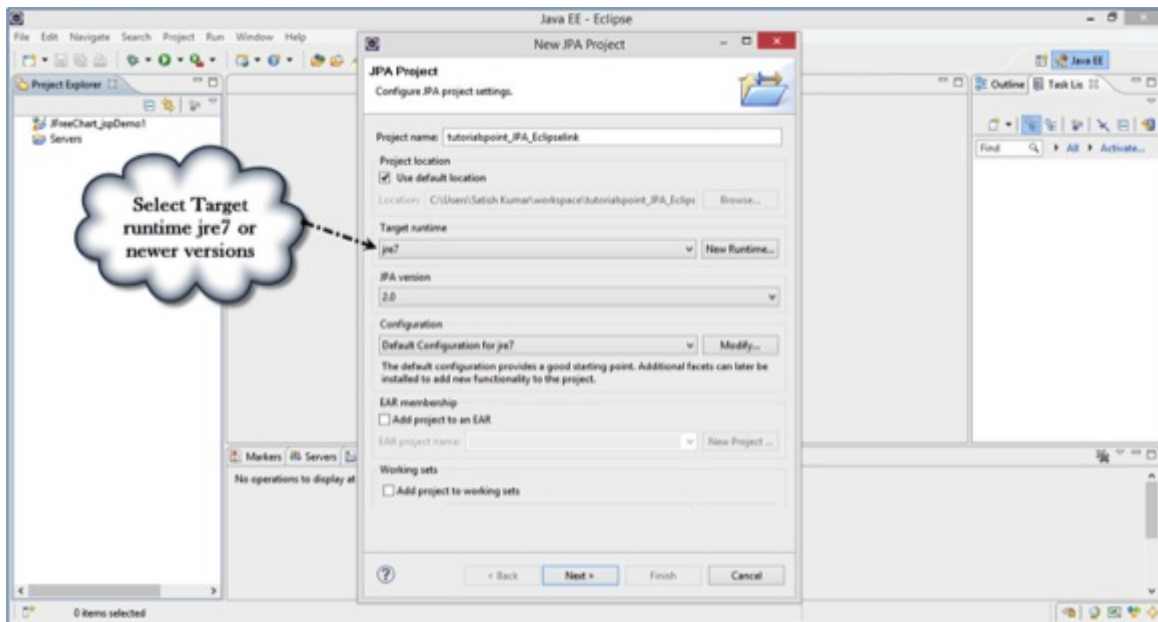 Java EE - Eclipse
File Edit Navigate Search Project Run Window Help
Java EE
Project Explorer
JFreeChart_jspDemo1
Servers
Select Target
runtime jre7 or
newer versions
New JPA Project
JPA Project
Configure JPA project settings.
Project name: tutorialspoint_JPA_Eclipselink
Project location
Use default location
Location: C:\Users\Satish Kumar\workspace\tutorialspoint_JPA_Eclips Browse...
Target runtime
jre7 New Runtime...
JPA version
2.0
Configuration
Default Configuration for jre7 Modify...
The default configuration provides a good starting point. Additional facets can later be
installed to add new functionality to the project.
EAR membership
Add project to an EAR
EAR project name: New Project ...
Working sets
Add project to working sets
< Back Next > Finish Cancel
Outline Task Lis
Find All Activate...
Markers Servers
No operations to display at
0 items selected